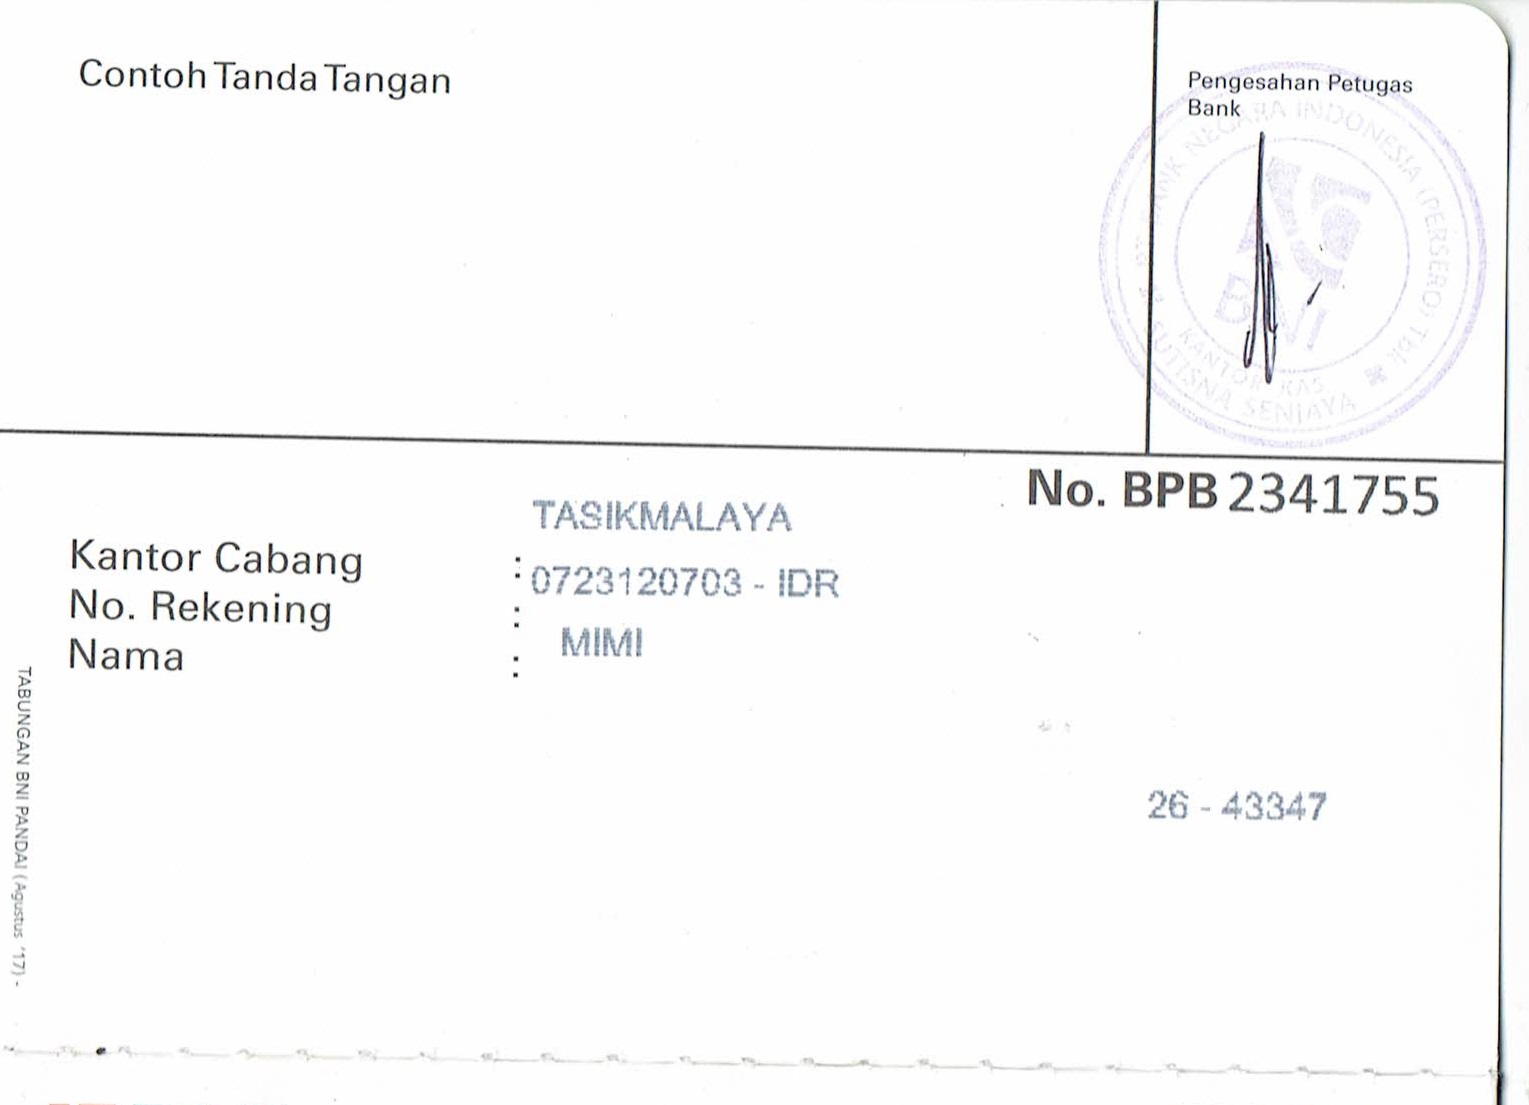 Contoh Tanda Tangan
Pengesahan Petugas
Bank
BANK NEGARA INDONESIA (PERSERO) Tbk
BNI
KANTOR KAS
SUTISNA SENJAYA
No. BPB 2341755
TASIKMALAYA
Kantor Cabang :
0723120703 - IDR
No. Rekening :
MIMI
Nama :
26 - 43347
TABUNGAN BNI PANDAI (Agustus '17) -